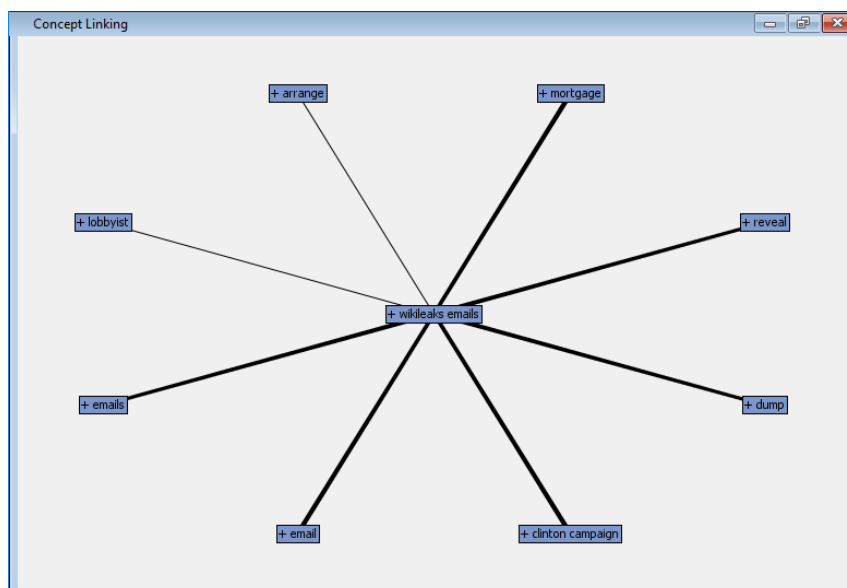 Concept Linking
+ arrange
+ mortgage
+ lobbyist
+ reveal
+ wikileaks emails
+ emails
+ dump
+ email
+ clinton campaign